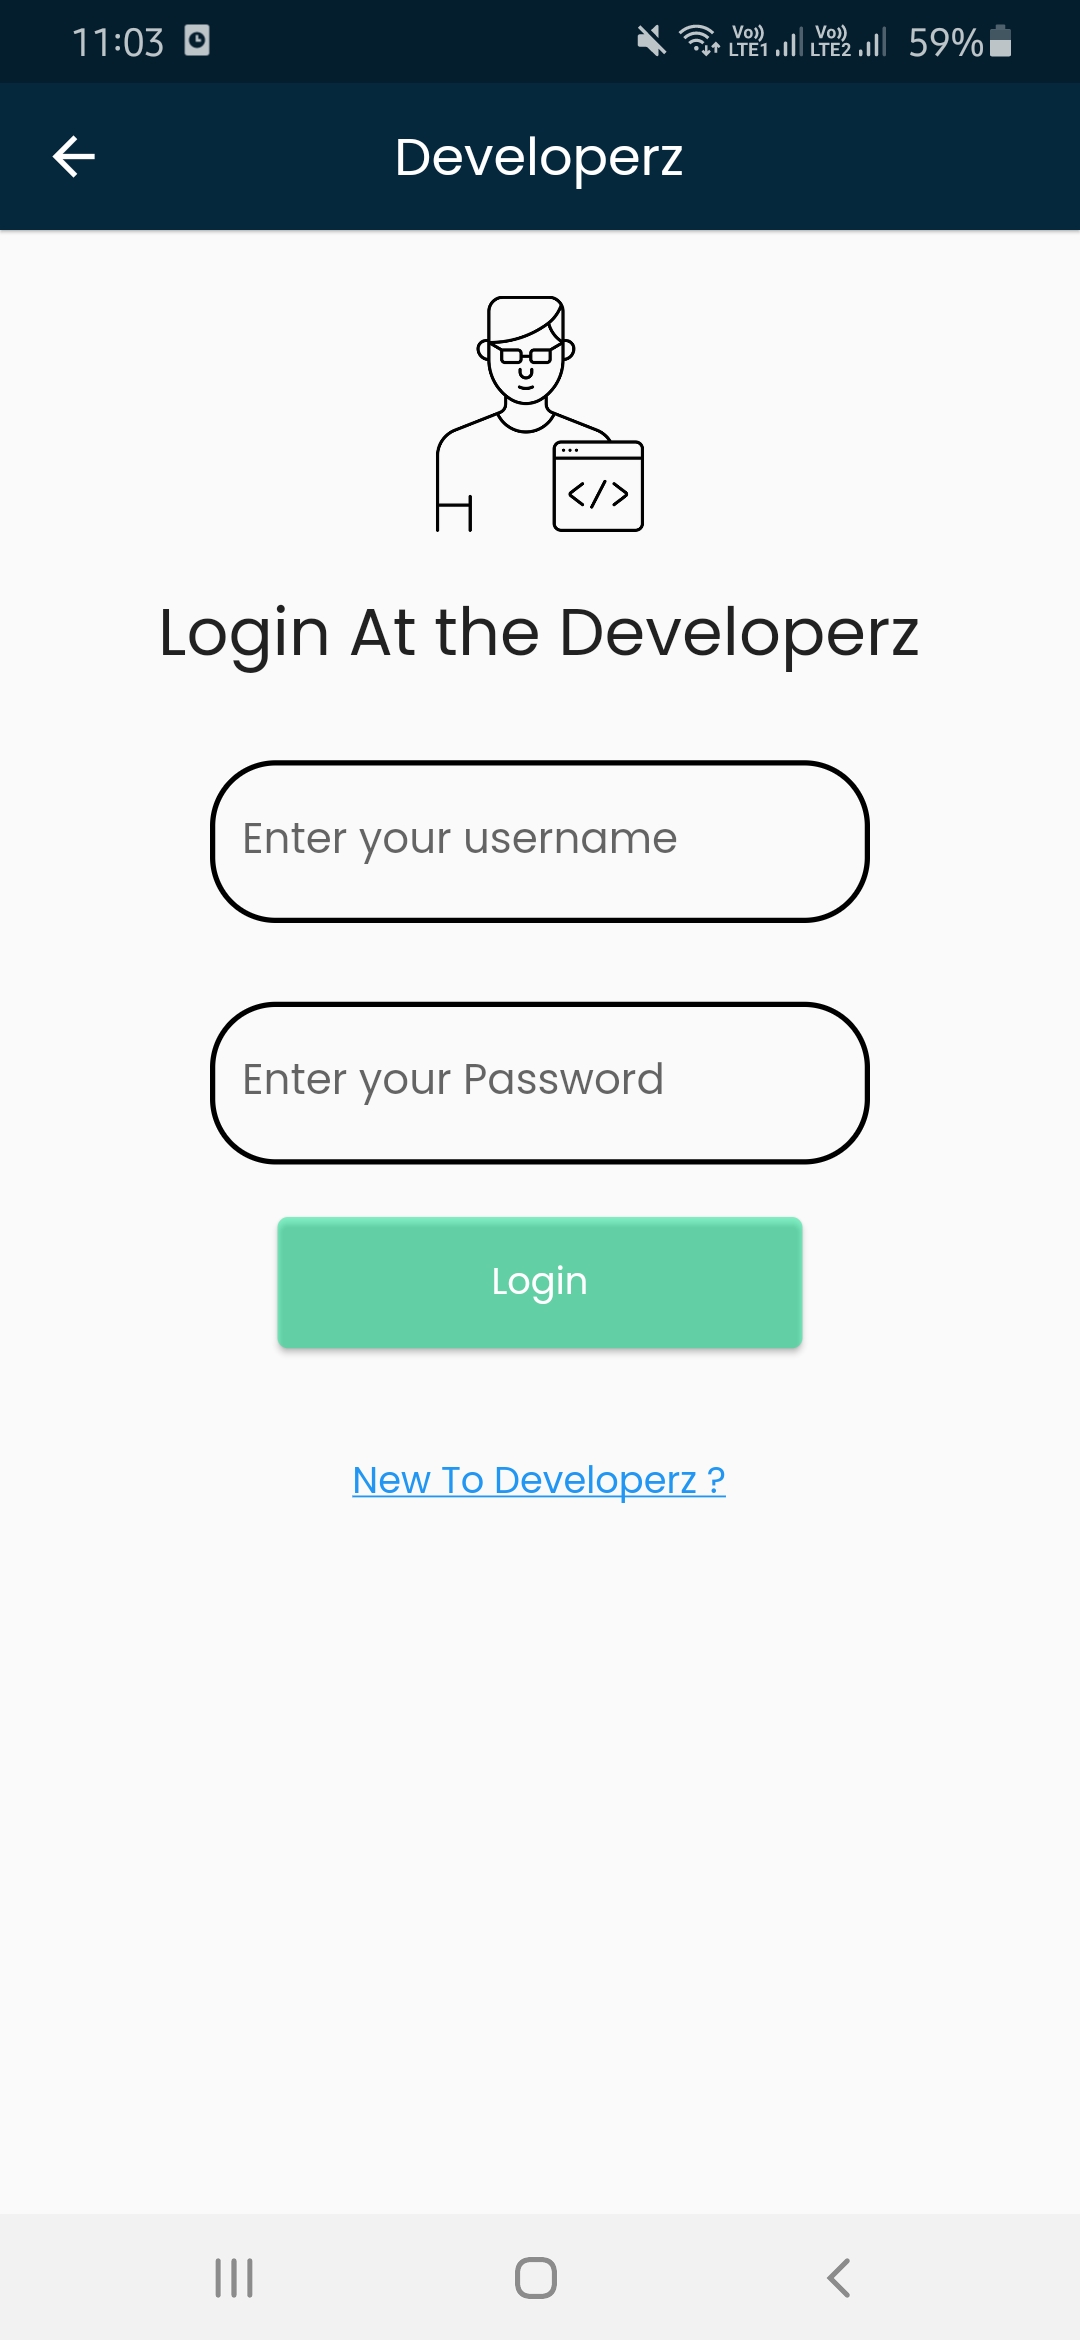 11:03 Vo)) LTE1 Vo)) LTE2 59%
Developerz
</>
Login At the Developerz
Enter your username
Enter your Password
Login
New To Developerz ?